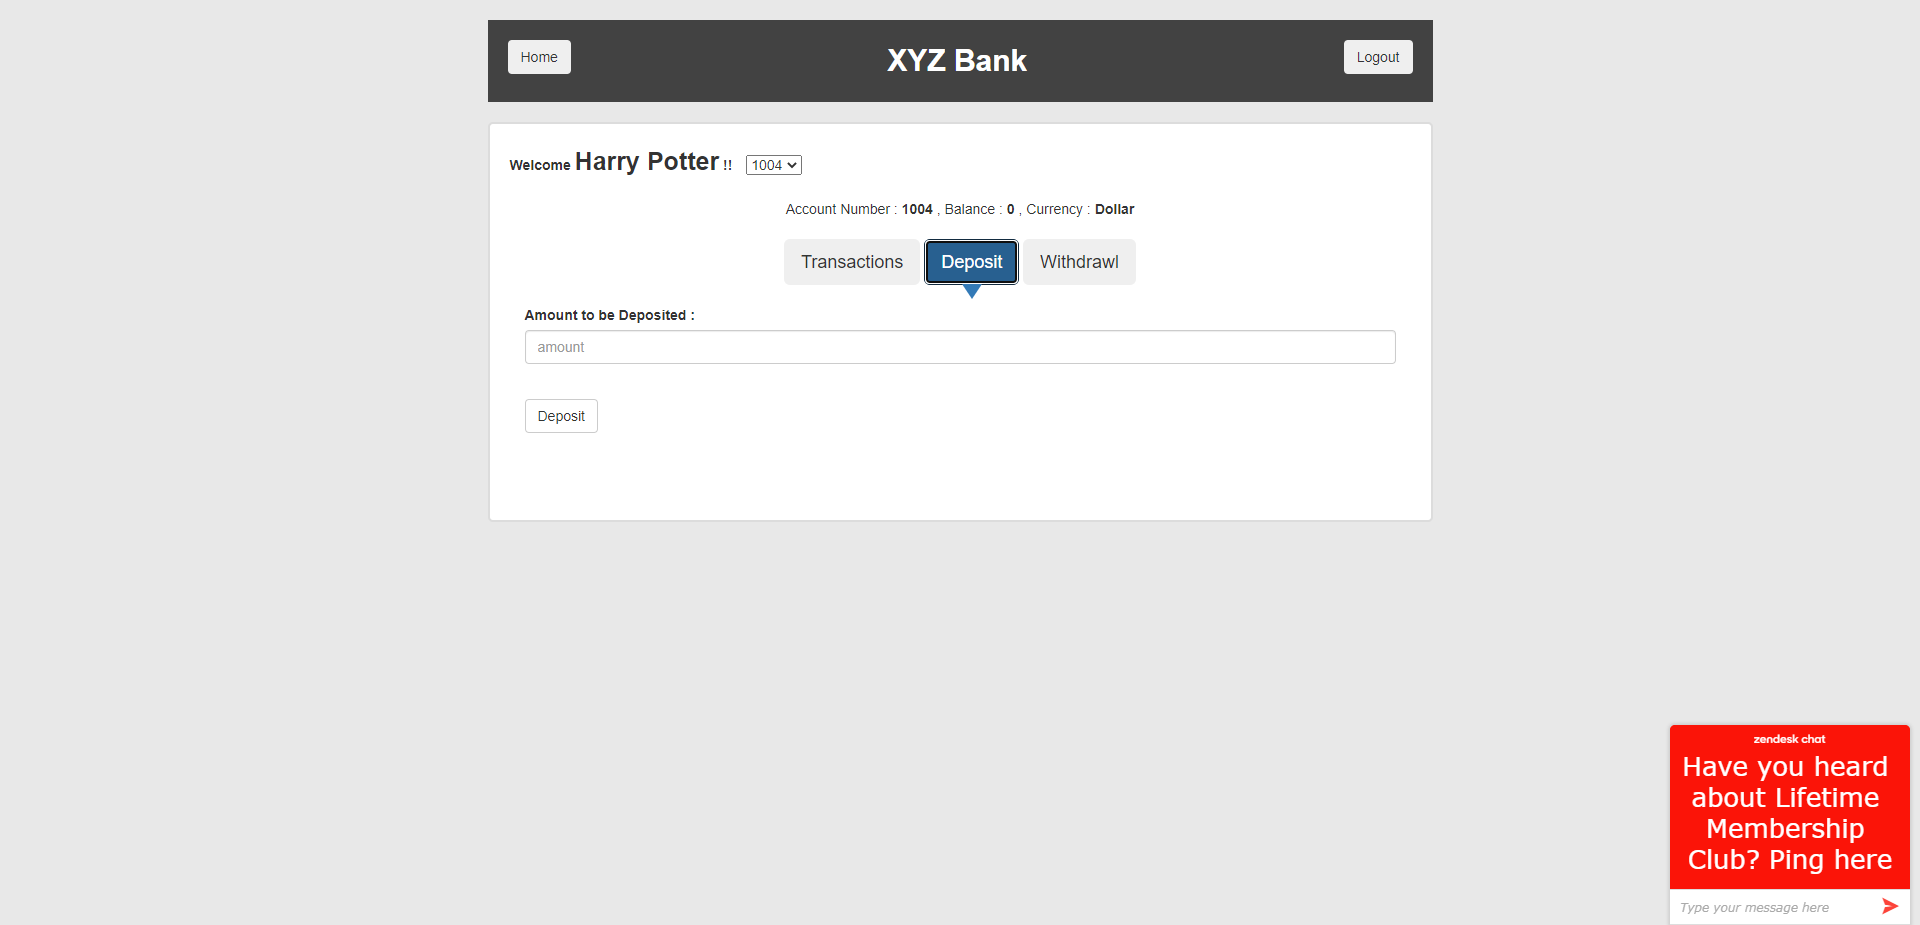 Home
XYZ Bank
Logout
Welcome Harry Potter !! 1004
Account Number : 1004 , Balance : 0 , Currency : Dollar
Transactions
Deposit
Withdrawl
Amount to be Deposited :
amount
Deposit
zendesk chat
Have you heard
about Lifetime
Membership
Club? Ping here
Type your message here